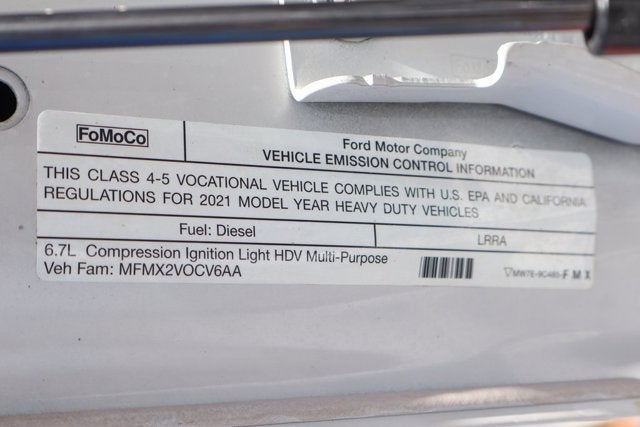 FoMoCo
Ford Motor Company
VEHICLE EMISSION CONTROL INFORMATION
THIS CLASS 4-5 VOCATIONAL VEHICLE COMPLIES WITH U.S. EPA AND CALIFORNIA
REGULATIONS FOR 2021 MODEL YEAR HEAVY DUTY VEHICLES
Fuel: Diesel
LRRA
6.7L Compression Ignition Light HDV Multi-Purpose
Veh Fam: MFMX2VOCV6AA
FMX